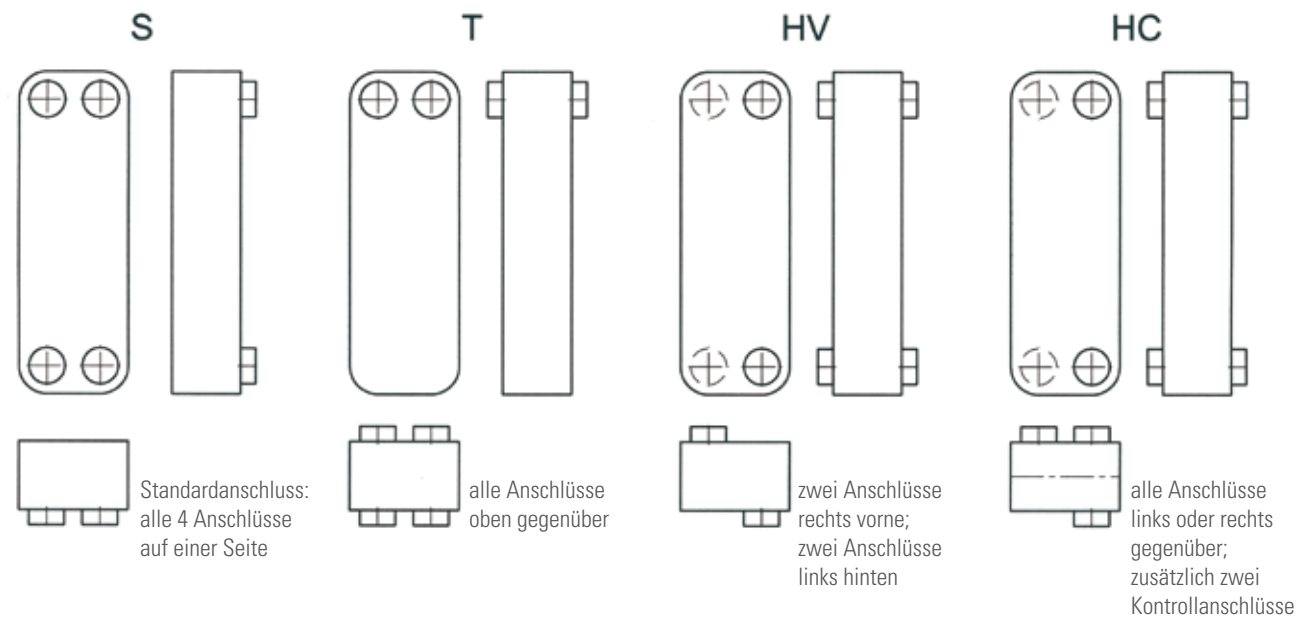 S
T
HV
HC
Standardanschluss:
alle 4 Anschlüsse
auf einer Seite
alle Anschlüsse
oben gegenüber
zwei Anschlüsse
rechts vorne;
zwei Anschlüsse
links hinten
alle Anschlüsse
links oder rechts
gegenüber;
zusätzlich zwei
Kontrollanschlüsse